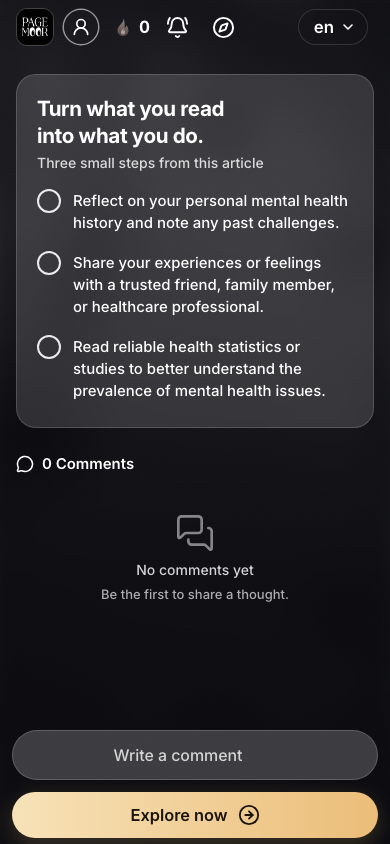 PAGE
MOOR
0
en
Turn what you read
into what you do.
Three small steps from this article
Reflect on your personal mental health
history and note any past challenges.
Share your experiences or feelings
with a trusted friend, family member,
or healthcare professional.
Read reliable health statistics or
studies to better understand the
prevalence of mental health issues.
0 Comments
No comments yet
Be the first to share a thought.
Write a comment
Explore now